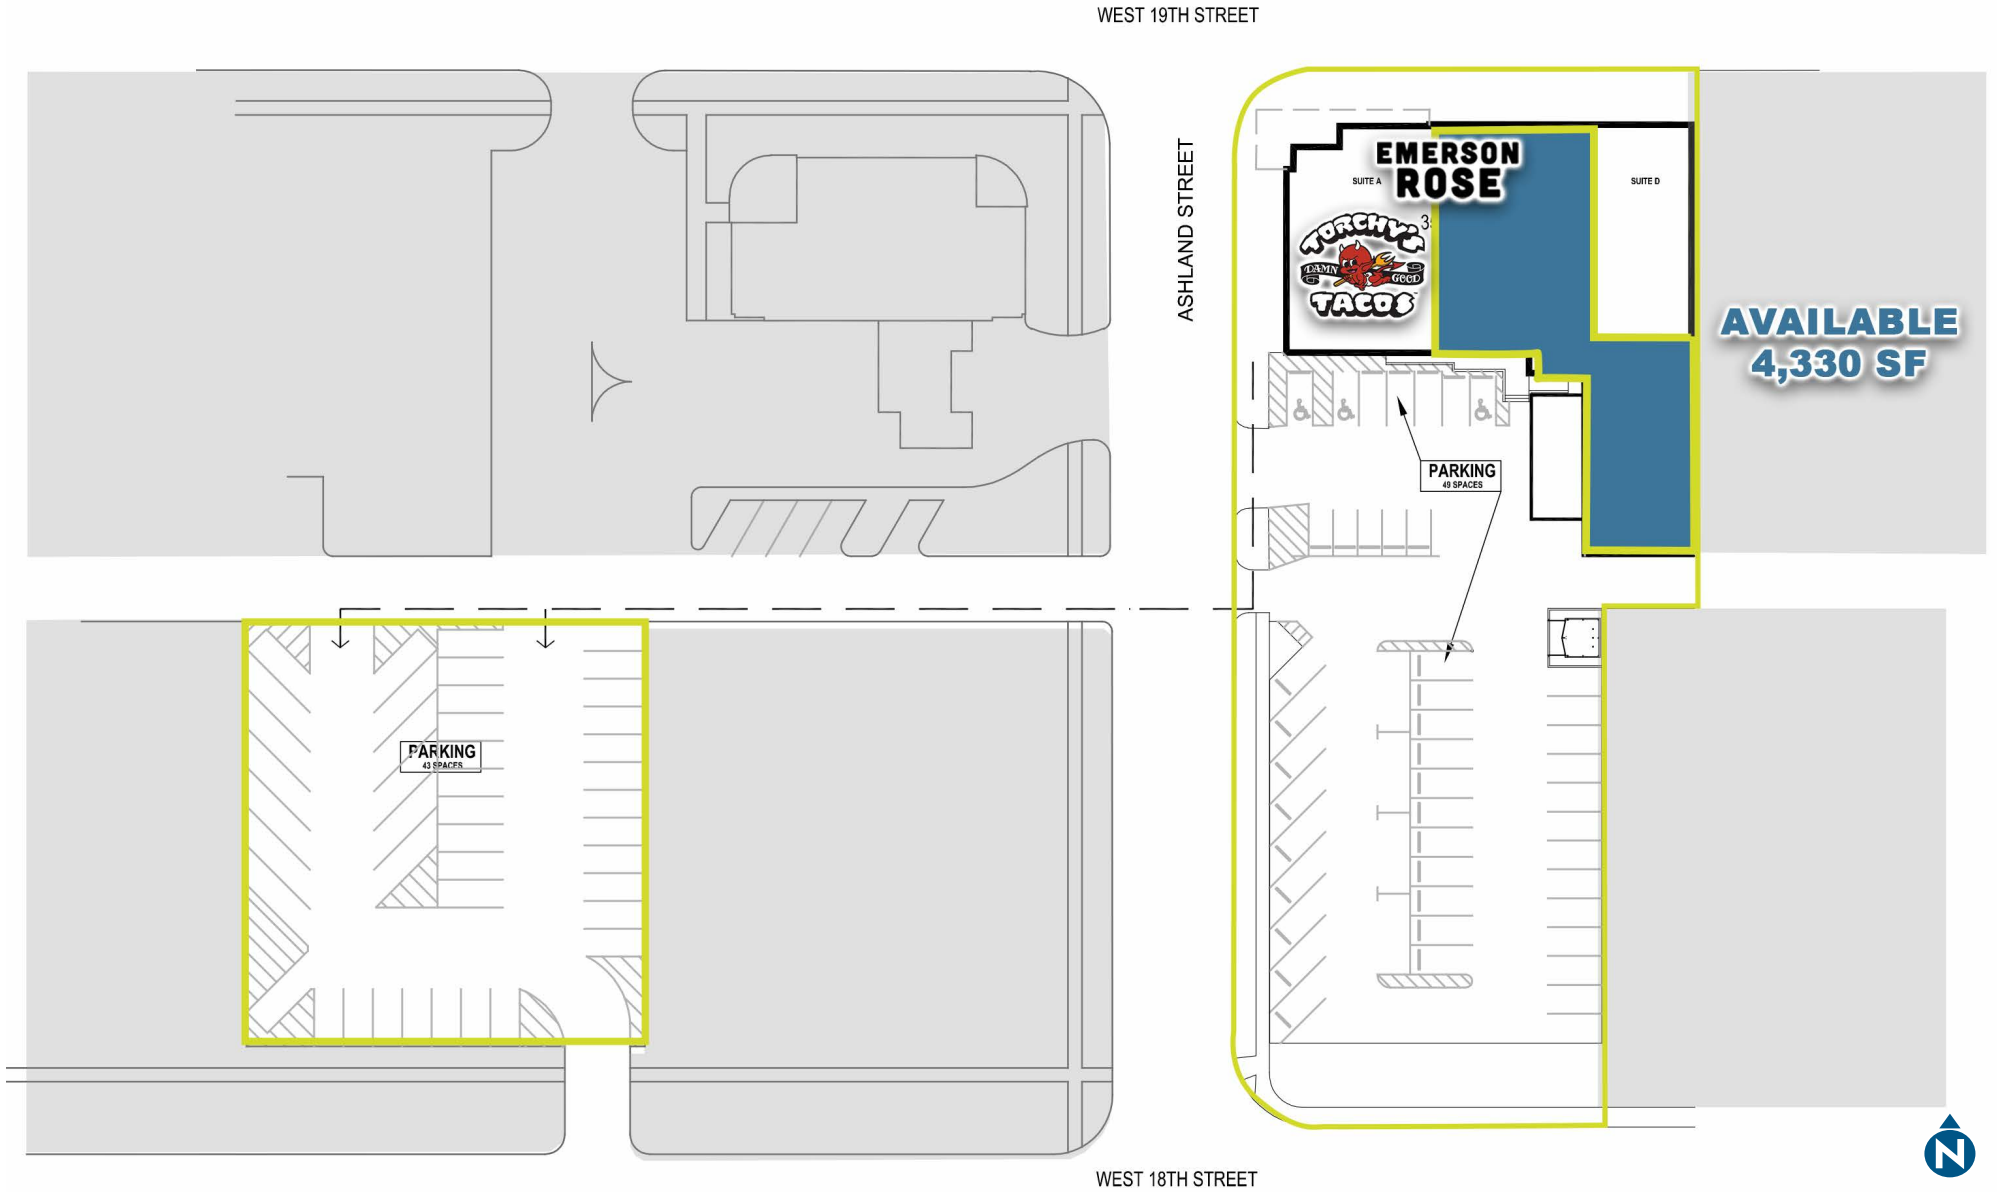 WEST 19TH STREET
ASHLAND STREET
EMERSON
ROSE
SUITE A
SUITE D
TORCHY'S
DAMN GOOD
TACOS
AVAILABLE
4,330 SF
PARKING
49 SPACES
PARKING
43 SPACES
WEST 18TH STREET
N